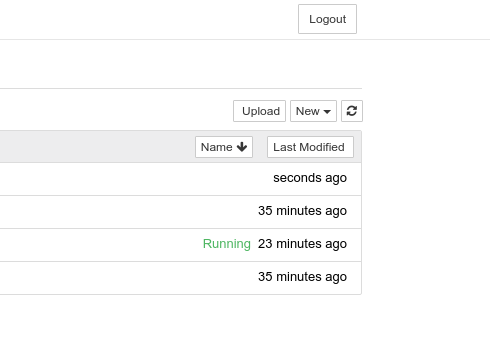 Logout
Upload New
Name Last Modified
seconds ago
35 minutes ago
Running 23 minutes ago
35 minutes ago